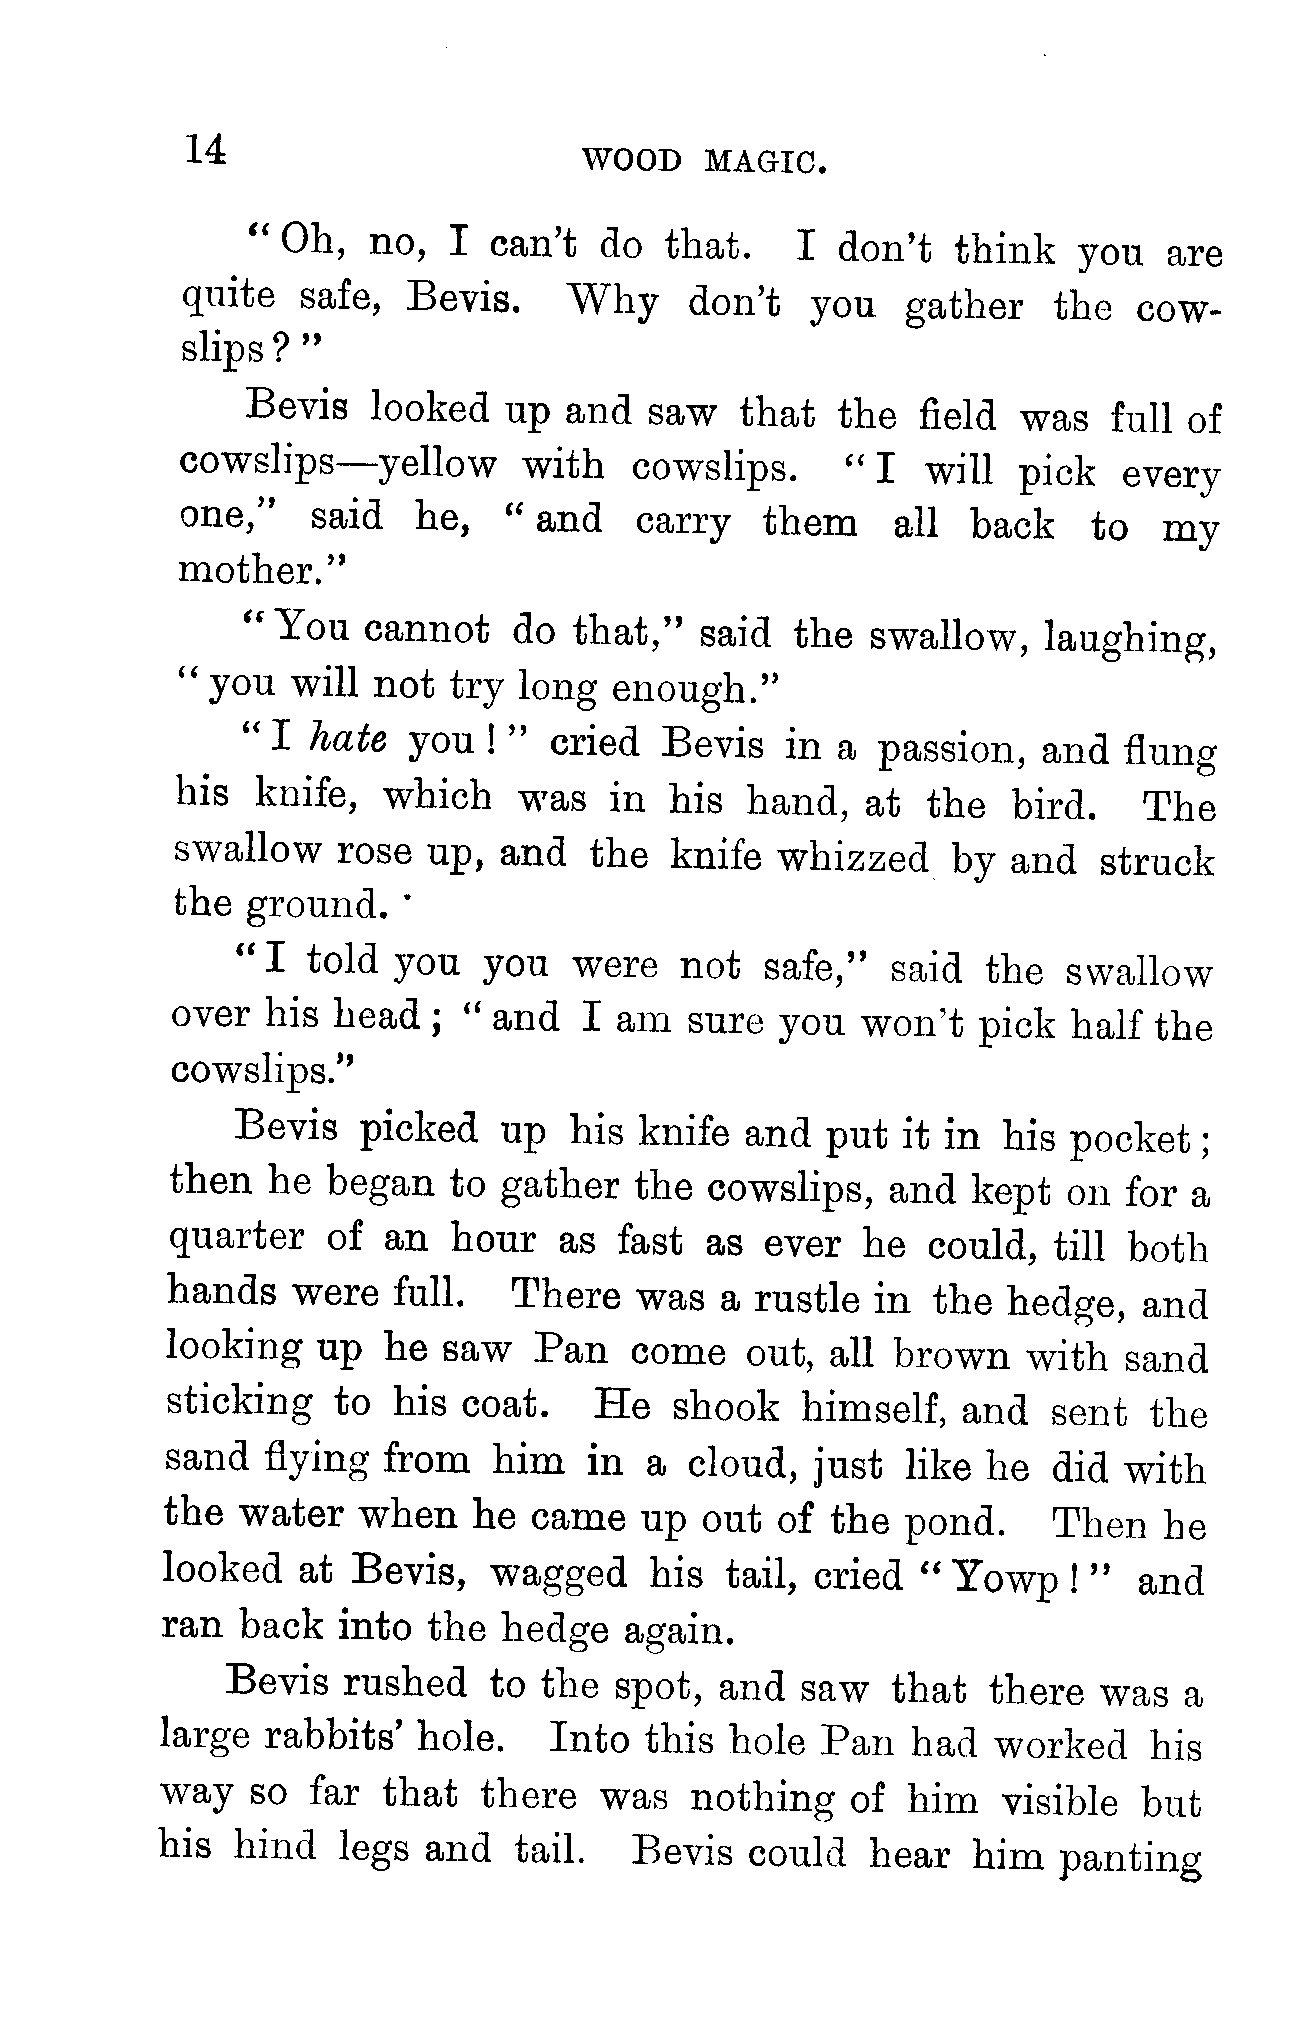 14 WOOD MAGIC.
" Oh, no, I can't do that. I don't think you are
quite safe, Bevis. Why don't you gather the cow-
slips ? "
Bevis looked up and saw that the field was full of
cowslips—yellow with cowslips. " I will pick every
one," said he, " and carry them all back to my
mother."
" You cannot do that," said the swallow, laughing,
" you will not try long enough."
" I hate you ! " cried Bevis in a passion, and flung
his knife, which was in his hand, at the bird. The
swallow rose up, and the knife whizzed by and struck
the ground.
" I told you you were not safe," said the swallow
over his head ; " and I am sure you won't pick half the
cowslips."
Bevis picked up his knife and put it in his pocket ;
then he began to gather the cowslips, and kept on for a
quarter of an hour as fast as ever he could, till both
hands were full. There was a rustle in the hedge, and
looking up he saw Pan come out, all brown with sand
sticking to his coat. He shook himself, and sent the
sand flying from him in a cloud, just like he did with
the water when he came up out of the pond. Then he
looked at Bevis, wagged his tail, cried " Yowp ! " and
ran back into the hedge again.
Bevis rushed to the spot, and saw that there was a
large rabbits' hole. Into this hole Pan had worked his
way so far that there was nothing of him visible but
his hind legs and tail. Bevis could hear him panting